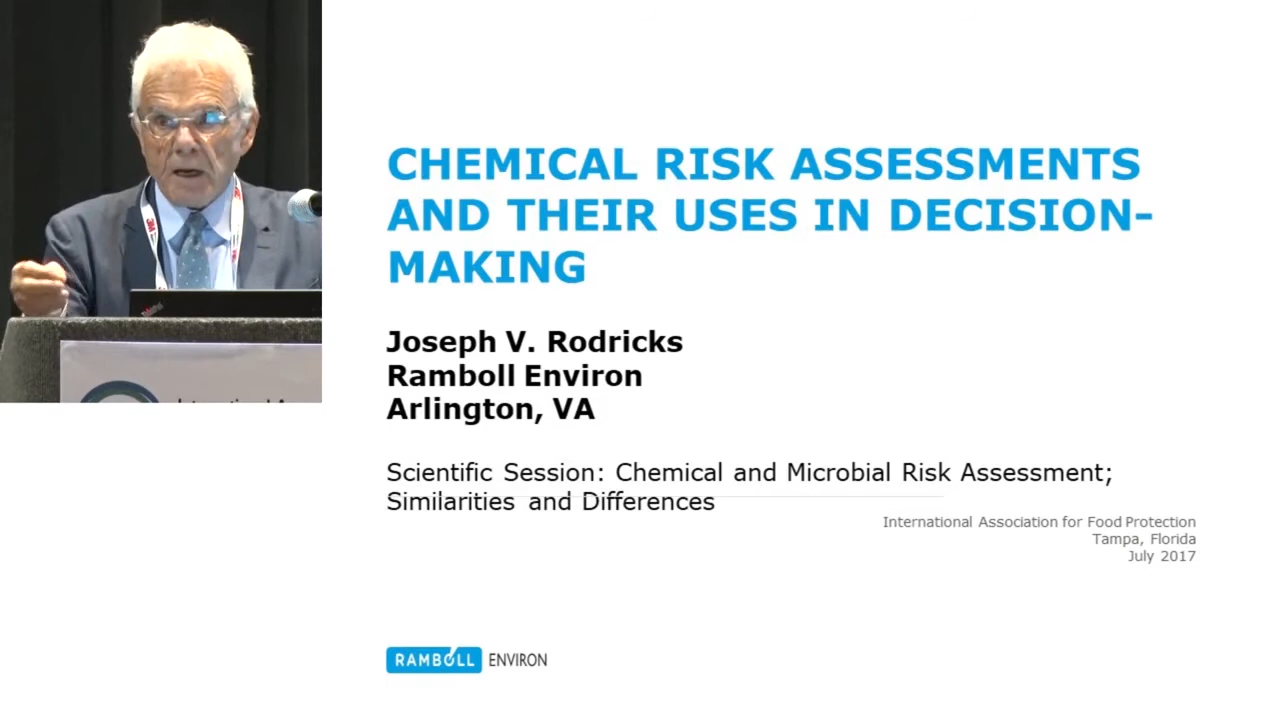 3M
CHEMICAL RISK ASSESSMENTS
AND THEIR USES IN DECISION-
MAKING
Joseph V. Rodricks
Ramboll Environ
Arlington, VA
Scientific Session: Chemical and Microbial Risk Assessment;
Similarities and Differences
International Association for Food Protection
Tampa, Florida
July 2017
RAMBOLL ENVIRON